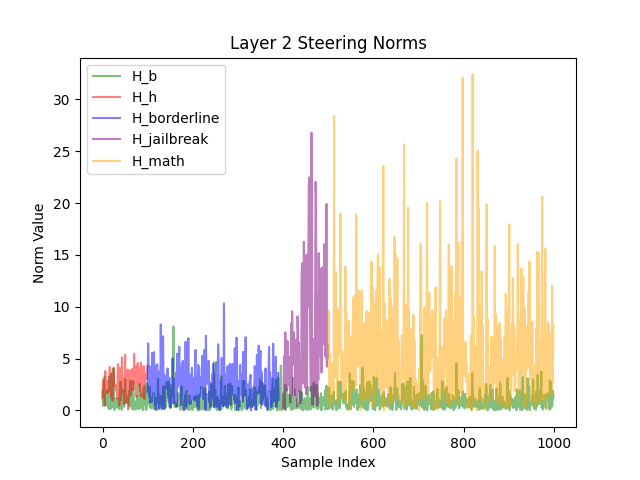 Layer 2 Steering Norms
H_b
H_h
H_borderline
H_jailbreak
H_math
Norm Value
30
25
20
15
10
5
0
0 200 400 600 800 1000
Sample Index